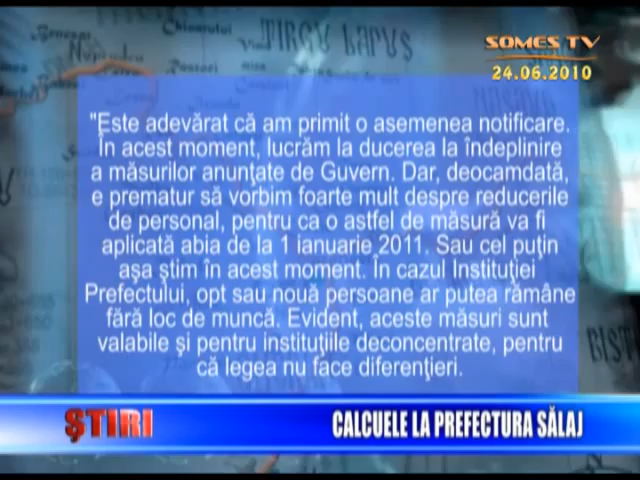 SOMES TV
24.06.2010
"Este adevărat că am primit o asemenea notificare.
În acest moment, lucrăm la ducerea la îndeplinire
a măsurilor anunţate de Guvern. Dar, deocamdată,
e prematur să vorbim foarte mult despre reducerile
de personal, pentru ca o astfel de măsură va fi
aplicată abia de la 1 ianuarie 2011. Sau cel puţin
aşa ştim în acest moment. În cazul Instituţiei
Prefectului, opt sau nouă persoane ar putea rămâne
fără loc de muncă. Evident, aceste măsuri sunt
valabile şi pentru instituţiile deconcentrate, pentru
că legea nu face diferenţieri.
ŞTIRI
CALCUELE LA PREFECTURA SĂLAJ